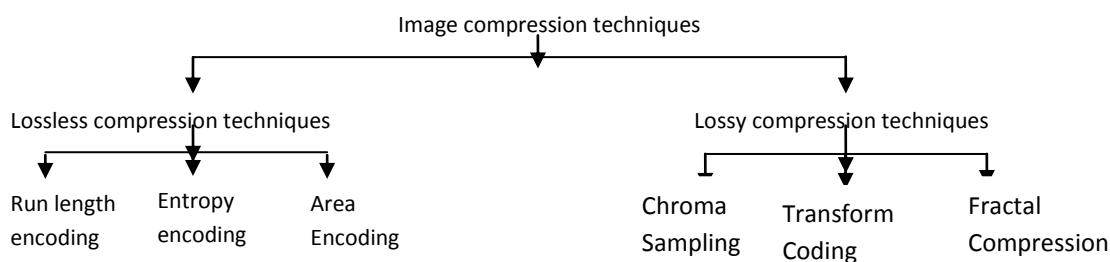 Image compression techniques
Lossless compression techniques
Lossy compression techniques
Run length
encoding
Entropy
encoding
Area
Encoding
Chroma
Sampling
Transform
Coding
Fractal
Compression